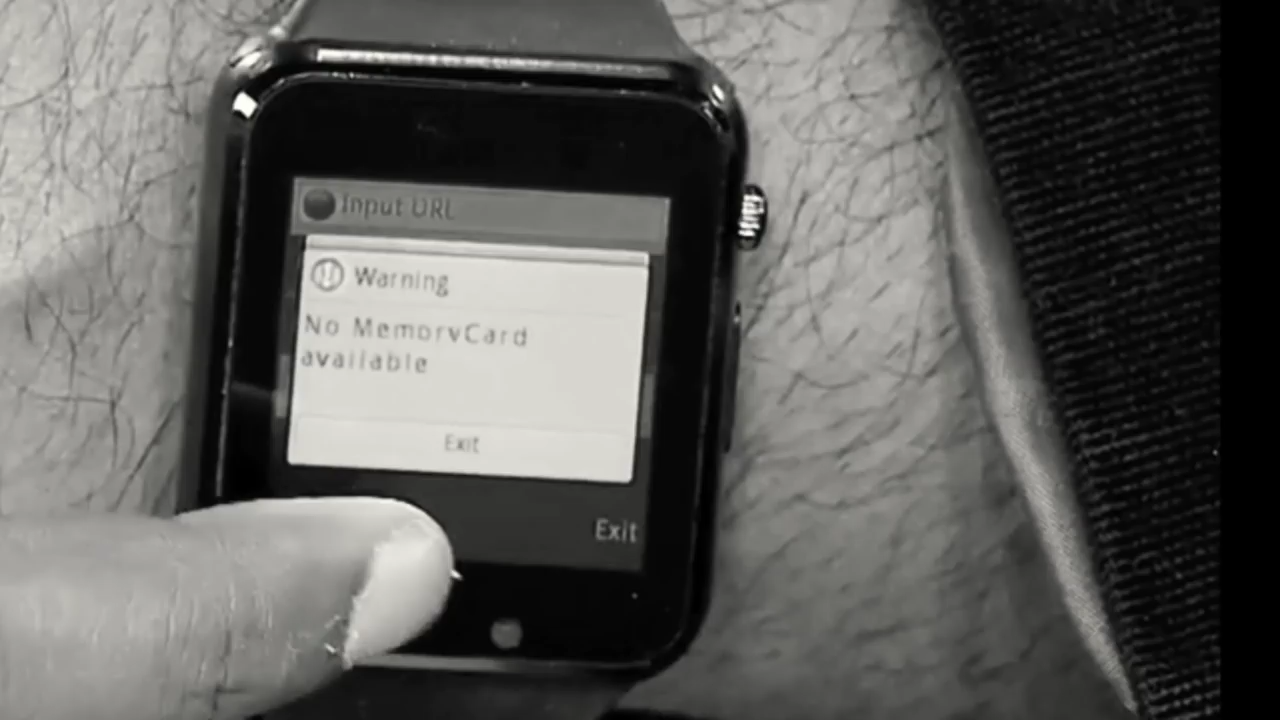 Input URL
Warning
No MemoryCard
available
Exit
Exit